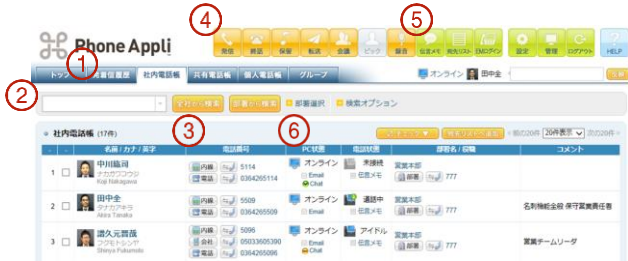 ④ ⑤
Phone Appli
発信 終話 保留 転送 会議 ピック 録音 伝言メモ 発先リスト EMログイン 設定 管理 ログアウト HELP
①
トップ 発着信履歴 社内電話帳 共有電話帳 個人電話帳 グループ オンライン 田中全
②
全社から検索 部署から検索 部署選択 検索オプション
③ ⑥
社内電話帳 (17件) 前の20件 20件表示 次の20件
名前 / カナ / 英字 電話番号 PC状態 電話状態 部署名 / 役職 コメント
1 中川臨司 内線 5114 オンライン 未接続 営業本部
ナカガワコウジ 電話 0364265114 Email 伝言メモ 部署 777
Koji Nakagawa Chat
2 田中全 内線 5509 オンライン 通話中 営業本部
タナカアキラ 電話 0364265509 Email 伝言メモ 部署 777 名刺機能全般 保守営業責任者
Akira Tanaka Chat
3 譜久元晋哉 内線 5096 オンライン アイドル 営業本部
フクモトシンヤ 会社 05033605390 Email 伝言メモ 部署 777 営業チームリーダ
Shinya Fukumoto 電話 0364265096 Chat